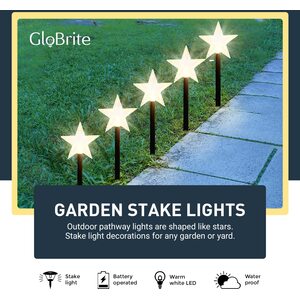 GloBrite
GARDEN STAKE LIGHTS
Outdoor pathway lights are shaped like stars.
Stake light decorations for any garden or yard.
Stake
light
Battery
operated
Warm
white LED
Water
proof